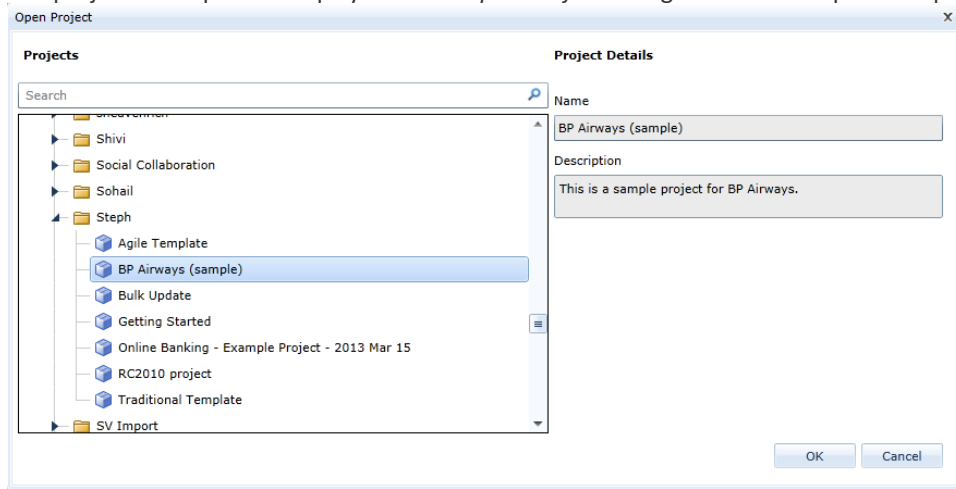 Open Project
X
Projects
Search
Shivi
Social Collaboration
Sohail
Steph
Agile Template
BP Airways (sample)
Bulk Update
Getting Started
Online Banking - Example Project - 2013 Mar 15
RC2010 project
Traditional Template
SV Import
Project Details
Name
BP Airways (sample)
Description
This is a sample project for BP Airways.
OK Cancel